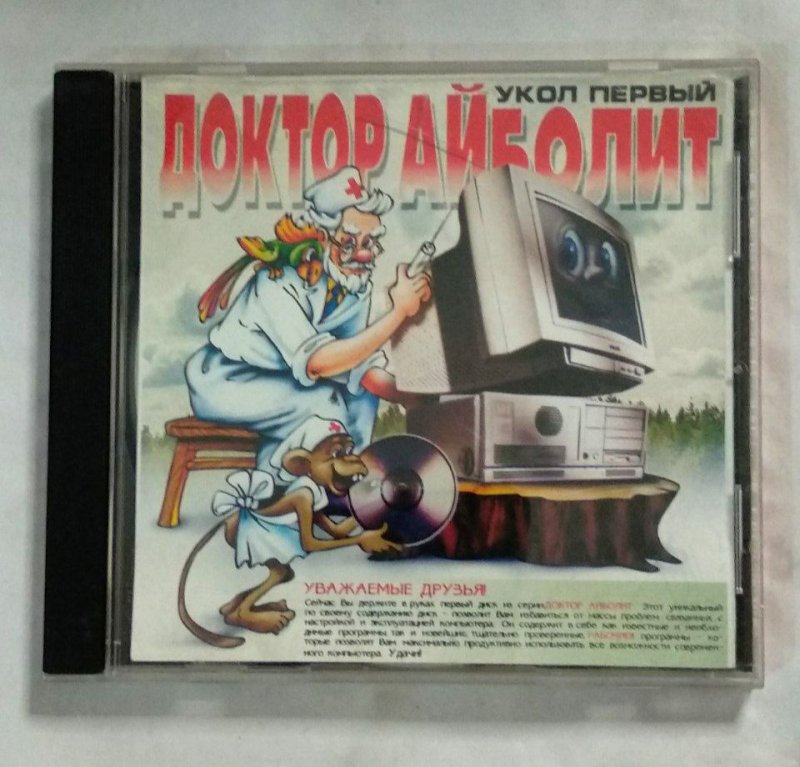 УКОЛ ПЕРВЫЙ
ДОКТОР АЙБОЛИТ
УВАЖАЕМЫЕ ДРУЗЬЯ!
Сейчас Вы держите в руках первый диск из серии ДОКТОР АЙБОЛИТ. Этот уникальный
по своему содержанию диск - позволит Вам избавиться от массы проблем связанных с
настройкой и эксплуатацией компьютера. Он содержит в себе как известные и необхо-
димые программы так и новейшие, тщательно проверенные, РАБОЧИЕ программы - ко-
торые позволят Вам максимально продуктивно использовать все возможности современ-
ного компьютера. Удачи!